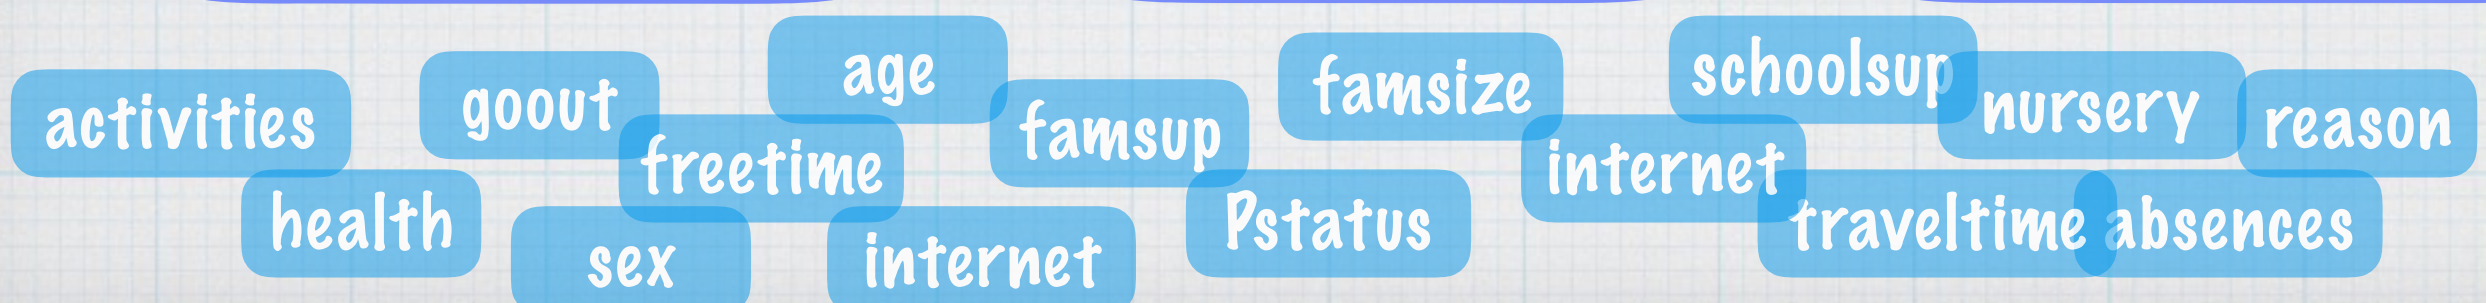 activities
goout
age
famsup
famsize
schoolsup
nursery
reason
health
freetime
sex
internet
Pstatus
internet
traveltime
absences